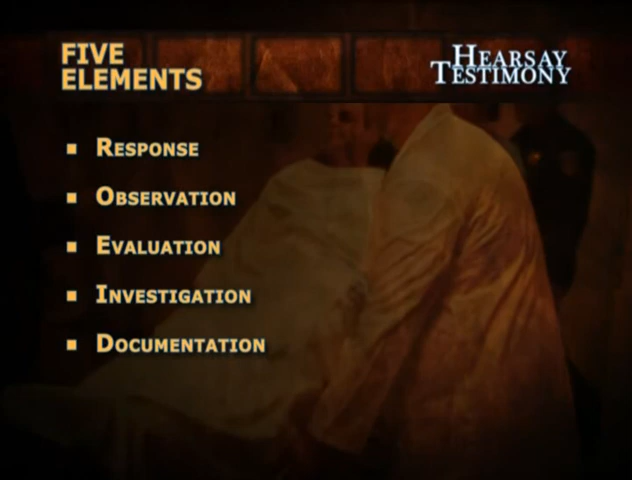 FIVE
ELEMENTS
HEARSAY
TESTIMONY
RESPONSE
OBSERVATION
EVALUATION
INVESTIGATION
DOCUMENTATION